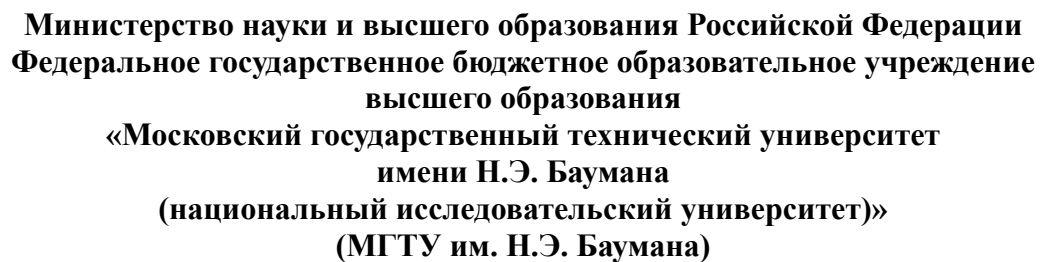 Министерство науки и высшего образования Российской Федерации
Федеральное государственное бюджетное образовательное учреждение
высшего образования
«Московский государственный технический университет
имени Н.Э. Баумана
(национальный исследовательский университет)»
(МГТУ им. Н.Э. Баумана)